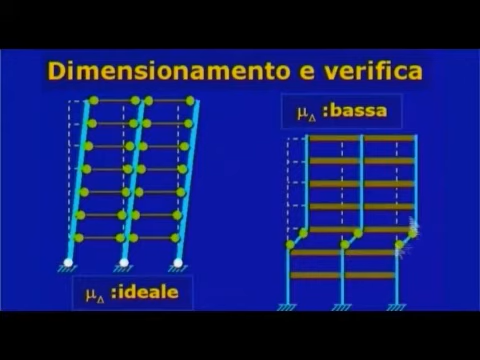 Dimensionamento e verifica
μΔ :bassa
μΔ :ideale